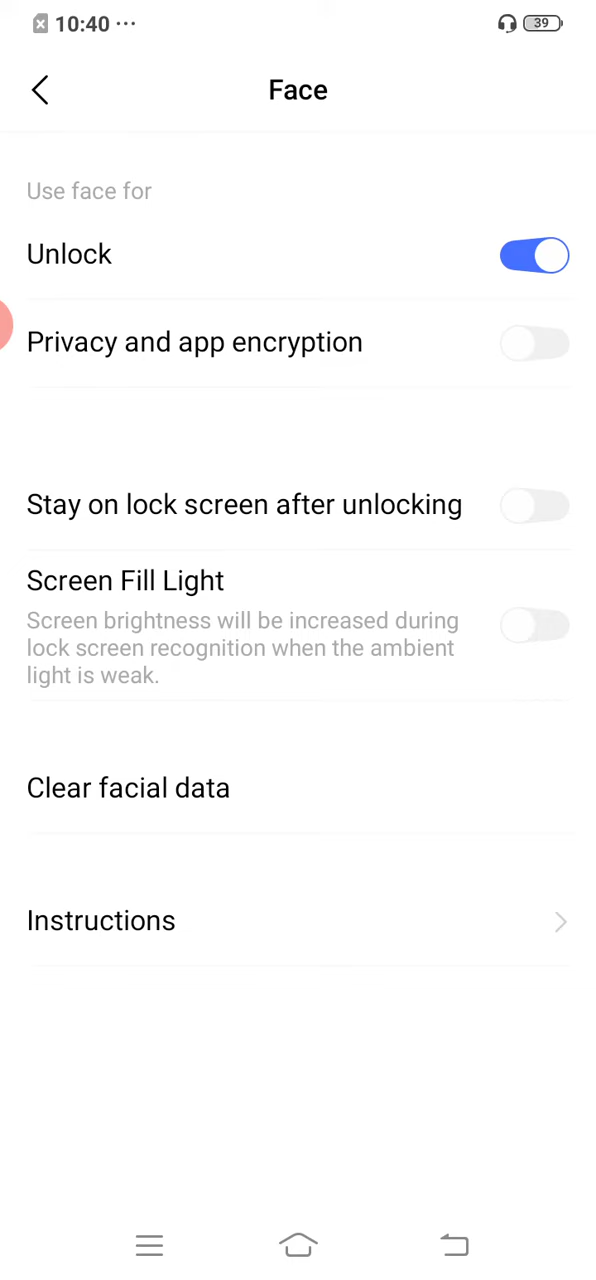 10:40 ···
39
Face
Use face for
Unlock
Privacy and app encryption
Stay on lock screen after unlocking
Screen Fill Light
Screen brightness will be increased during
lock screen recognition when the ambient
light is weak.
Clear facial data
Instructions